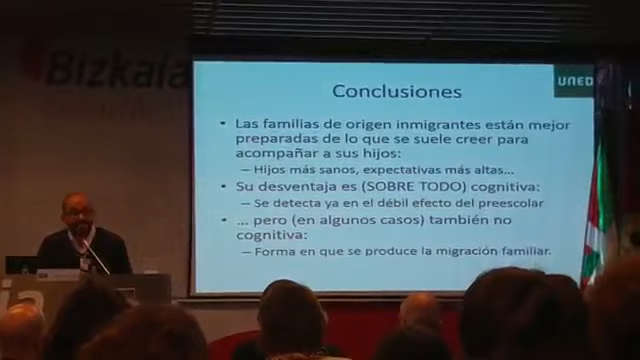 Bizkaia
UNED
Conclusiones
• Las familias de origen inmigrantes están mejor
preparadas de lo que se suele creer para
acompañar a sus hijos:
– Hijos más sanos, expectativas más altas...
• Su desventaja es (SOBRE TODO) cognitiva:
– Se detecta ya en el débil efecto del preescolar
• ... pero (en algunos casos) también no
cognitiva:
– Forma en que se produce la migración familiar.